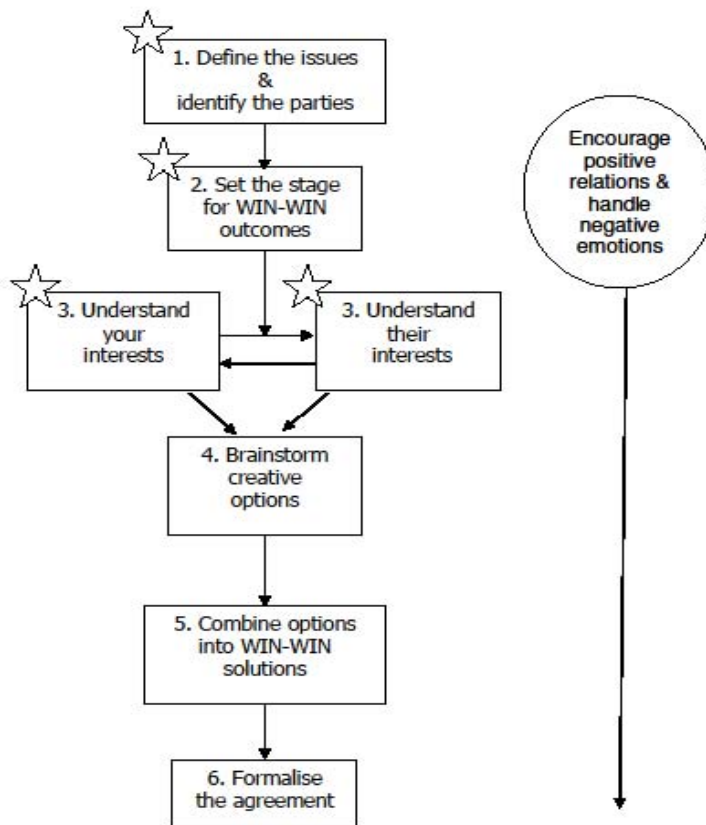 1. Define the issues
&
identify the parties
2. Set the stage
for WIN-WIN
outcomes
3. Understand
your
interests
3. Understand
their
interests
4. Brainstorm
creative
options
5. Combine options
into WIN-WIN
solutions
6. Formalise
the agreement
Encourage
positive
relations &
handle
negative
emotions